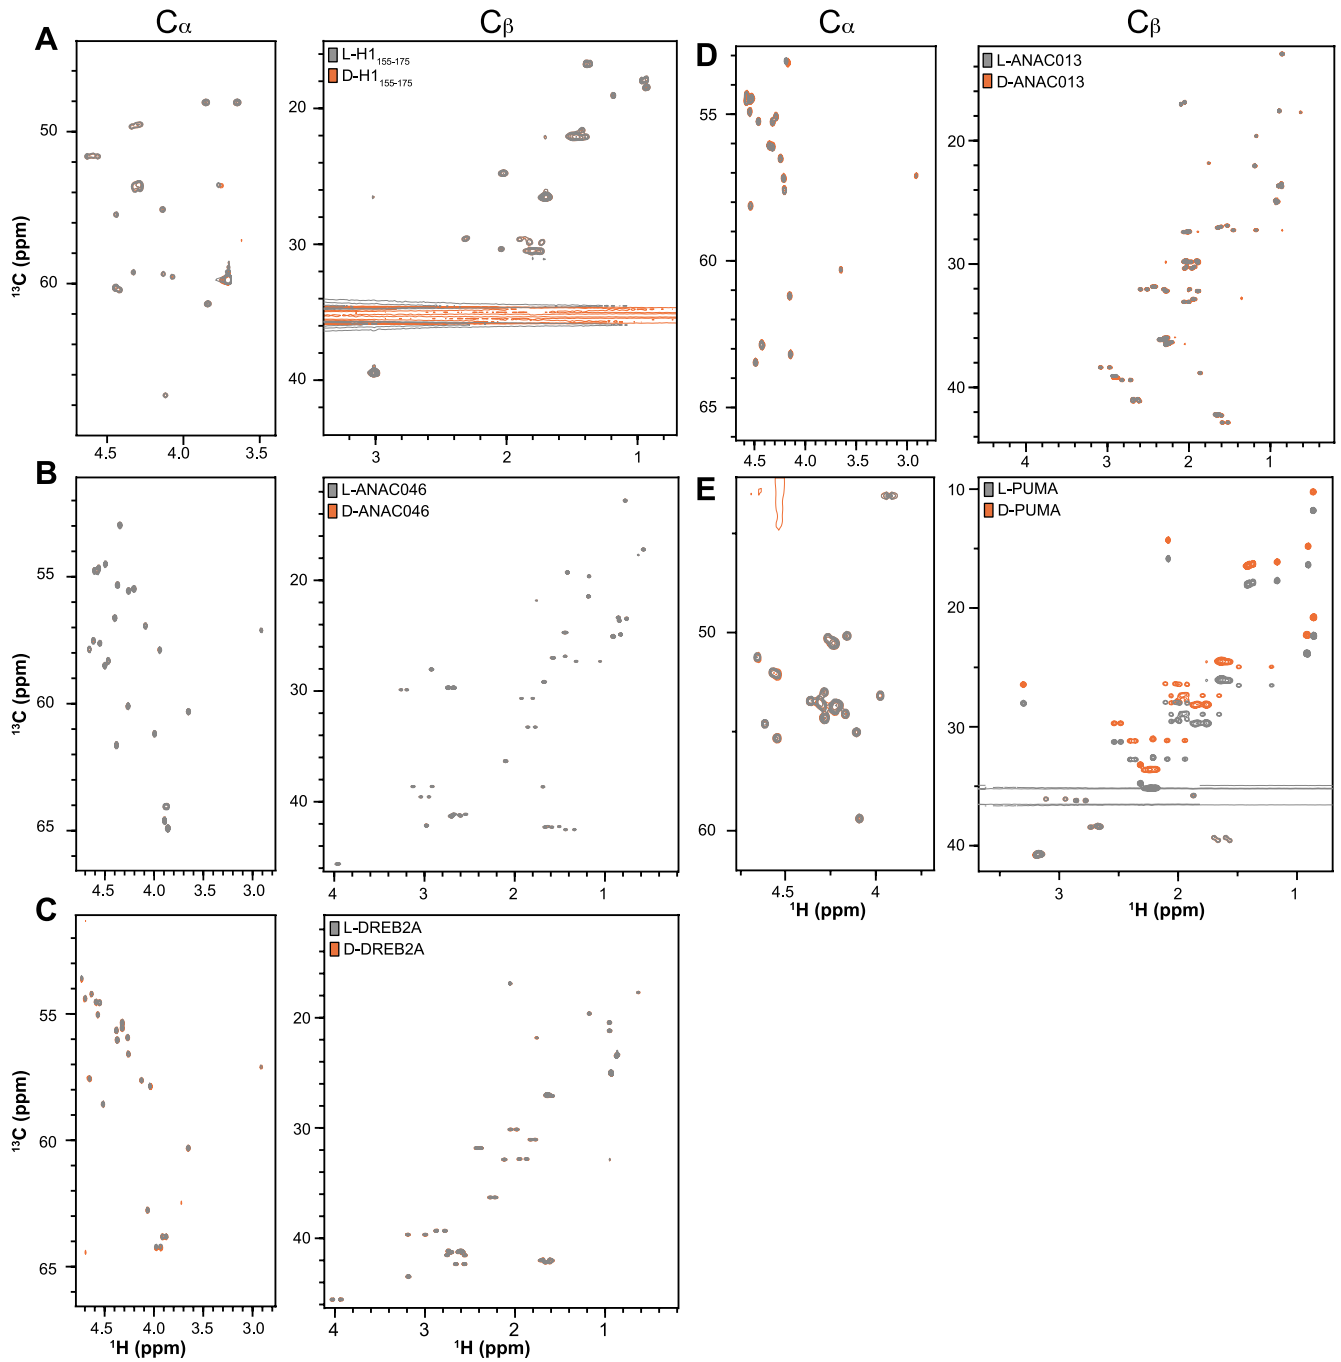 A
Cα
Cβ
L-H1155-175
D-H1155-175
50
60
13C (ppm)
4.5
4.0
3.5
20
30
40
3
2
1
B
L-ANAC046
D-ANAC046
55
60
65
13C (ppm)
4.5
4.0
3.5
3.0
20
30
40
4
3
2
1
C
L-DREB2A
D-DREB2A
55
60
65
13C (ppm)
4.5
4.0
3.5
3.0
1H (ppm)
20
30
40
4
3
2
1
1H (ppm)
D
Cα
Cβ
L-ANAC013
D-ANAC013
55
60
65
4.5
4.0
3.5
3.0
20
30
40
4
3
2
1
E
L-PUMA
D-PUMA
50
60
4.5
4
1H (ppm)
10
20
30
40
3
2
1
1H (ppm)